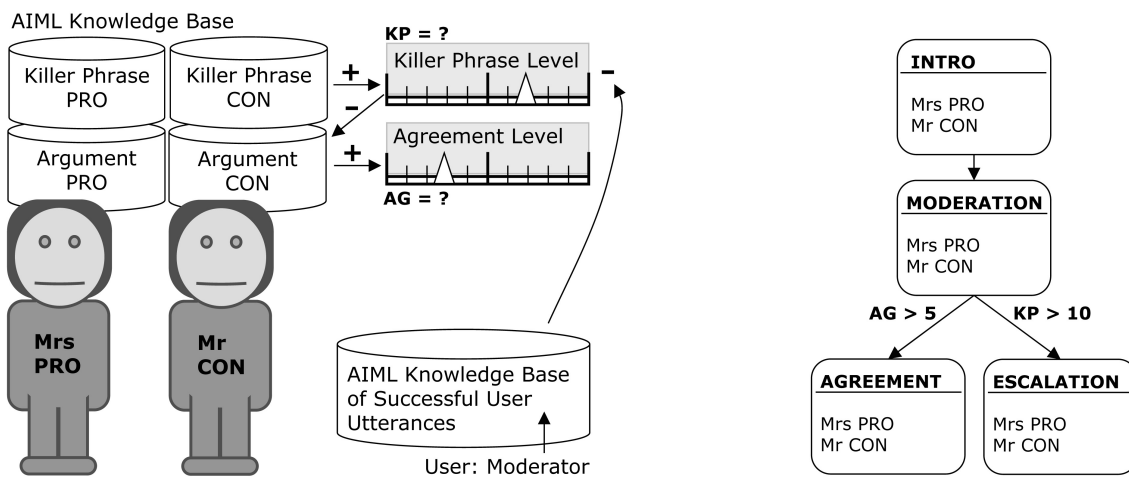 AIML Knowledge Base
Killer Phrase
PRO
Killer Phrase
CON
Argument
PRO
Argument
CON
+
-
+
KP = ?
Killer Phrase Level
-
Agreement Level
AG = ?
Mrs
PRO
Mr
CON
AIML Knowledge Base
of Successful User
Utterances
User: Moderator
INTRO
Mrs PRO
Mr CON
MODERATION
Mrs PRO
Mr CON
AG > 5
KP > 10
AGREEMENT
Mrs PRO
Mr CON
ESCALATION
Mrs PRO
Mr CON